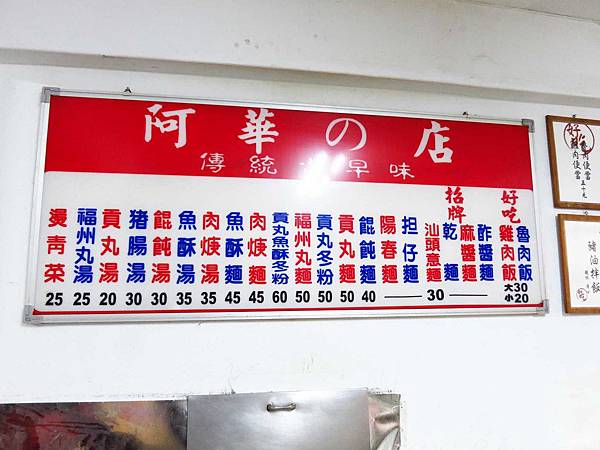 阿華の店
傳統 早味
好吃
魯肉飯
雞肉飯
大30
小20
招牌
酢醬麵
麻醬麵
乾麵
汕頭意麵
担仔麵
陽春麵
30
餛飩麵 40
貢丸麵 50
貢丸冬粉 50
福州丸麵 50
貢丸魚酥冬粉 60
肉焿麵 45
魚酥麵 45
肉焿湯 35
魚酥湯 35
餛飩湯 30
豬腸湯 30
貢丸湯 20
福州丸湯 25
燙青菜 25
豬油拌飯